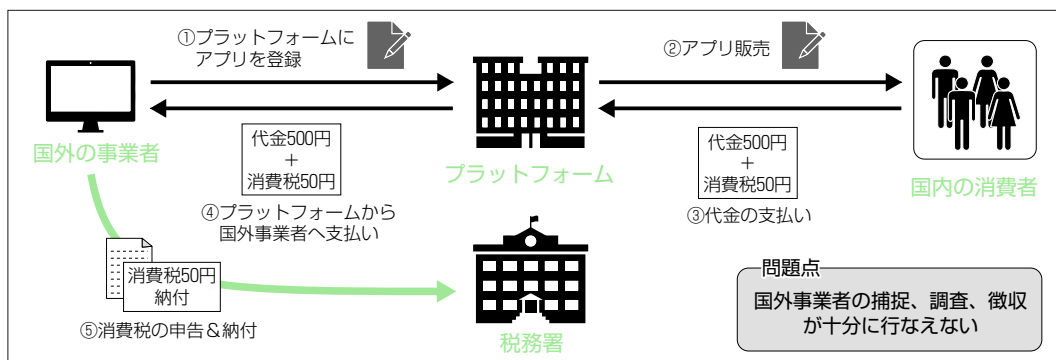 ①プラットフォームに
アプリを登録
②アプリ販売
国外の事業者
代金500円
+
消費税50円
プラットフォーム
代金500円
+
消費税50円
国内の消費者
④プラットフォームから
国外事業者へ支払い
③代金の支払い
消費税50円
納付
⑤消費税の申告&納付
税務署
問題点
国外事業者の捕捉、調査、徴収
が十分に行なえない